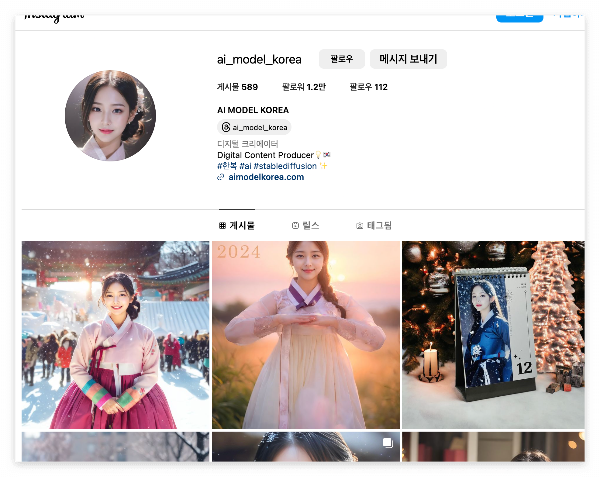 Instagram
ai_model_korea 팔로우 메시지 보내기
게시물 589 팔로워 1.2만 팔로우 112
AI MODEL KOREA
ai_model_korea
디지털 크리에이터
Digital Content Producer
#한복 #ai #stablediffusion
aimodelkorea.com
게시물 릴스 태그됨
2024
12